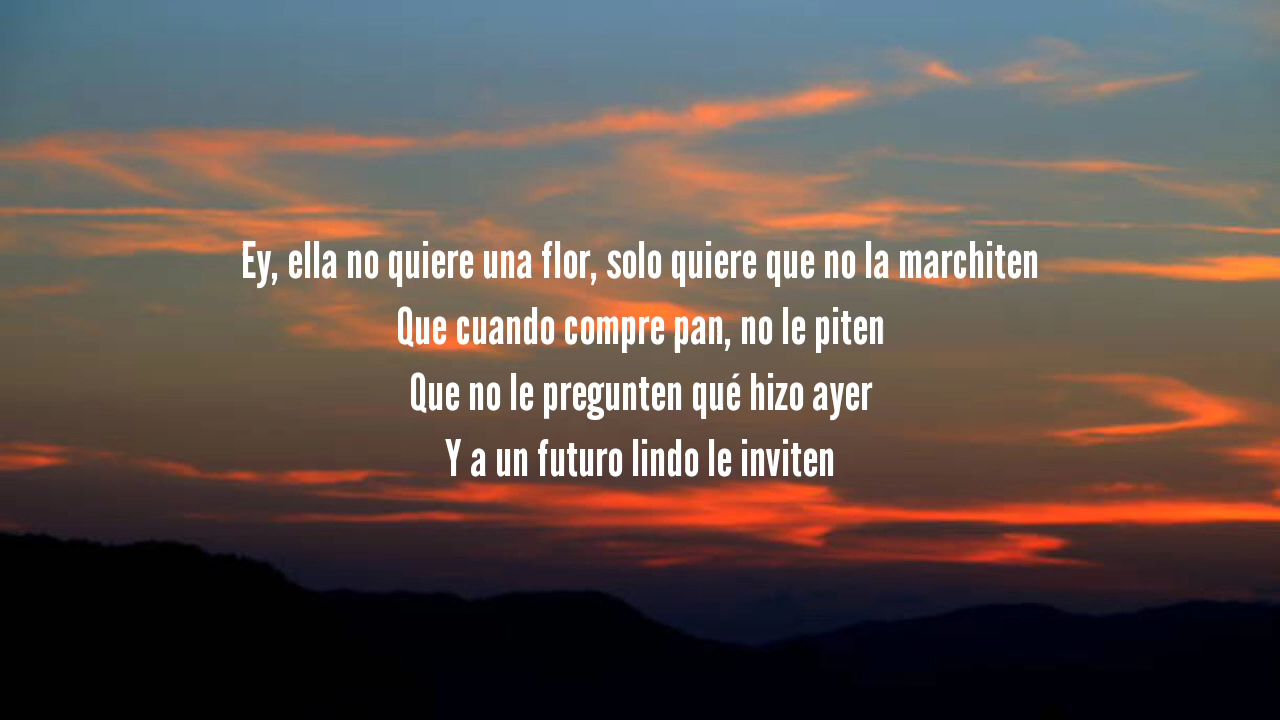 Ey, ella no quiere una flor, solo quiere que no la marchiten
Que cuando compre pan, no le piten
Que no le pregunten qué hizo ayer
Y a un futuro lindo le inviten